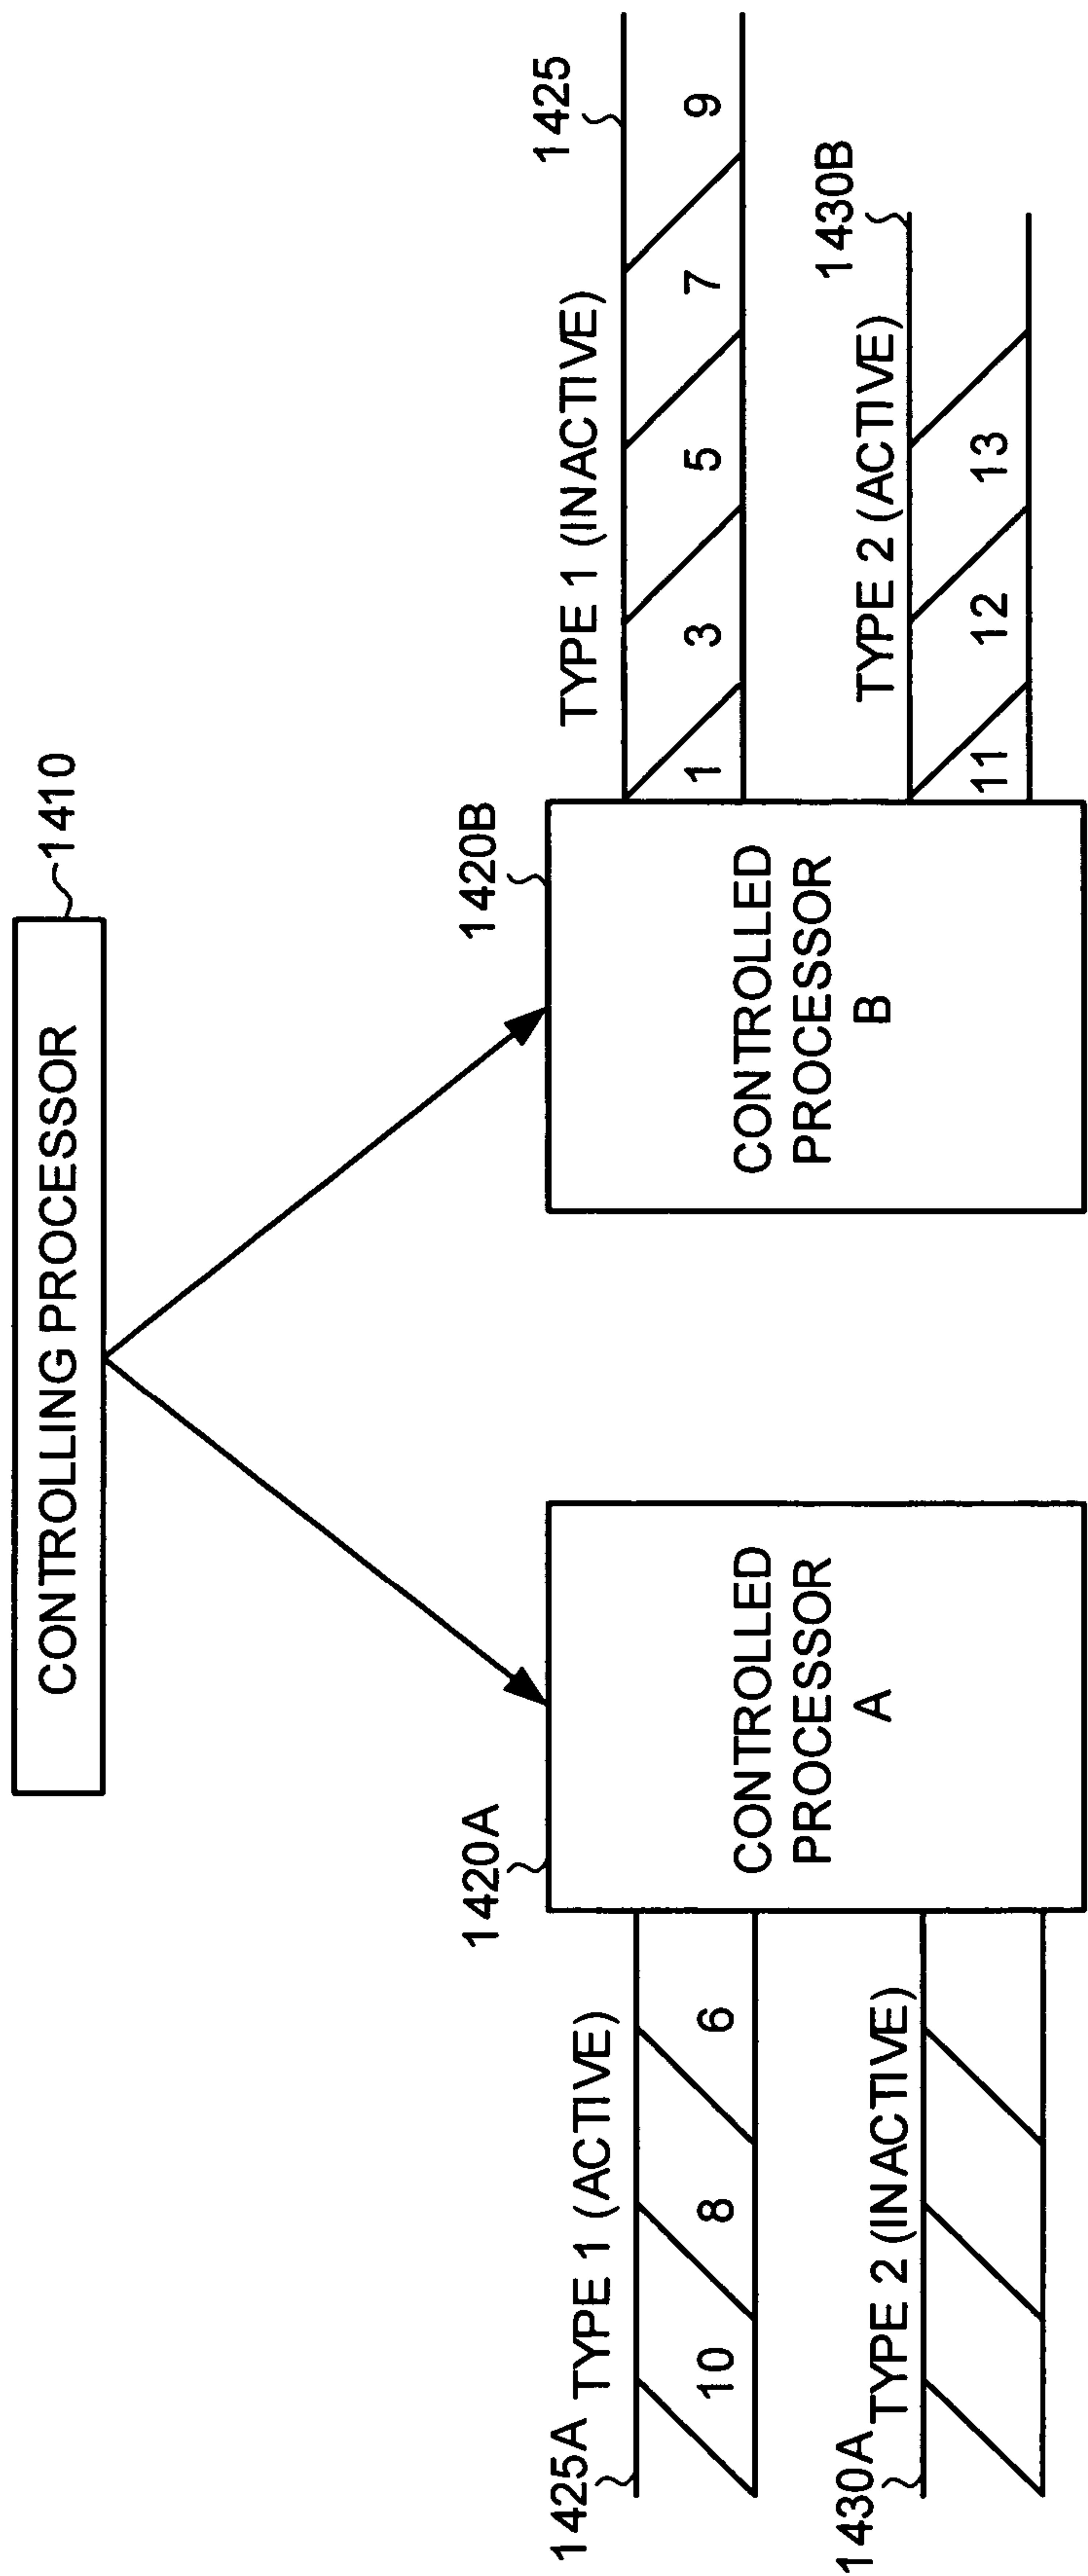 CONTROLLING PROCESSOR
1410
1420A
1420B
1425A
TYPE 1 (ACTIVE)
10 8 6
CONTROLLED
PROCESSOR
A
1430A
TYPE 2 (INACTIVE)
CONTROLLED
PROCESSOR
B
TYPE 1 (INACTIVE)
1425
1 3 5 7 9
TYPE 2 (ACTIVE)
1430B
11 12 13